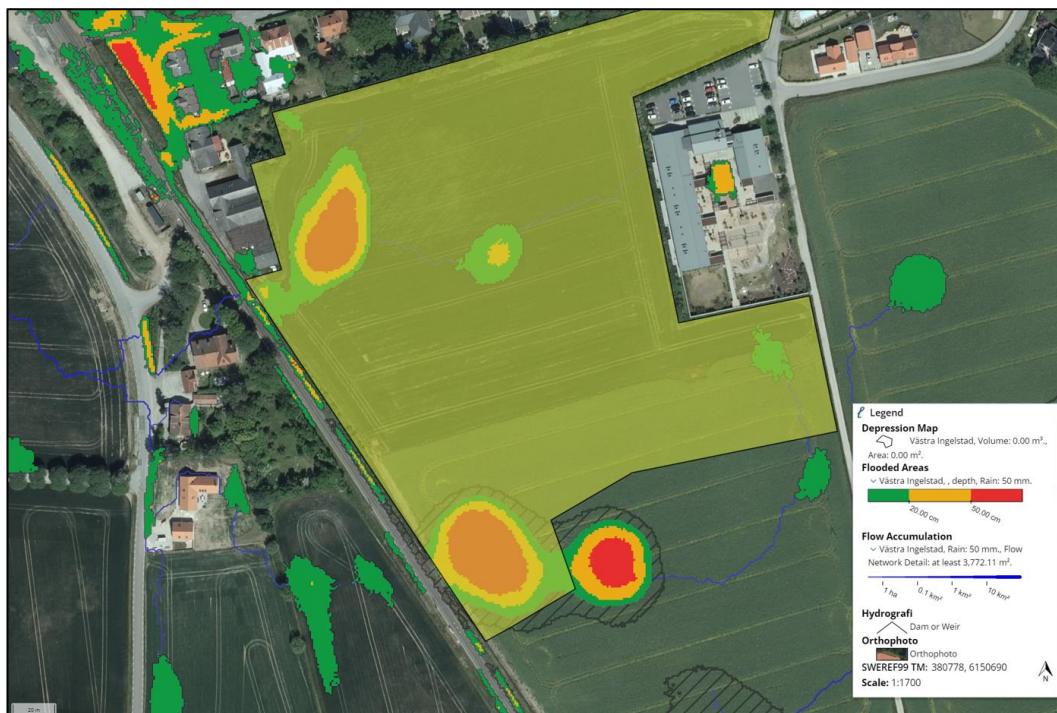 Legend
Depression Map
Västra Ingelstad, Volume: 0.00 m².,
Area: 0.00 m².
Flooded Areas
Västra Ingelstad, , depth, Rain: 50 mm.
20.00 cm
50.00 cm
Flow Accumulation
Västra Ingelstad, Rain: 50 mm., Flow
Network Detail: at least 3,772.11 m².
1 ha
0.1 km²
1 km²
10 km²
Hydrografi
Dam or Weir
Orthophoto
Orthophoto
SWEREF99 TM: 380778, 6150690
Scale: 1:1700
N
20 m